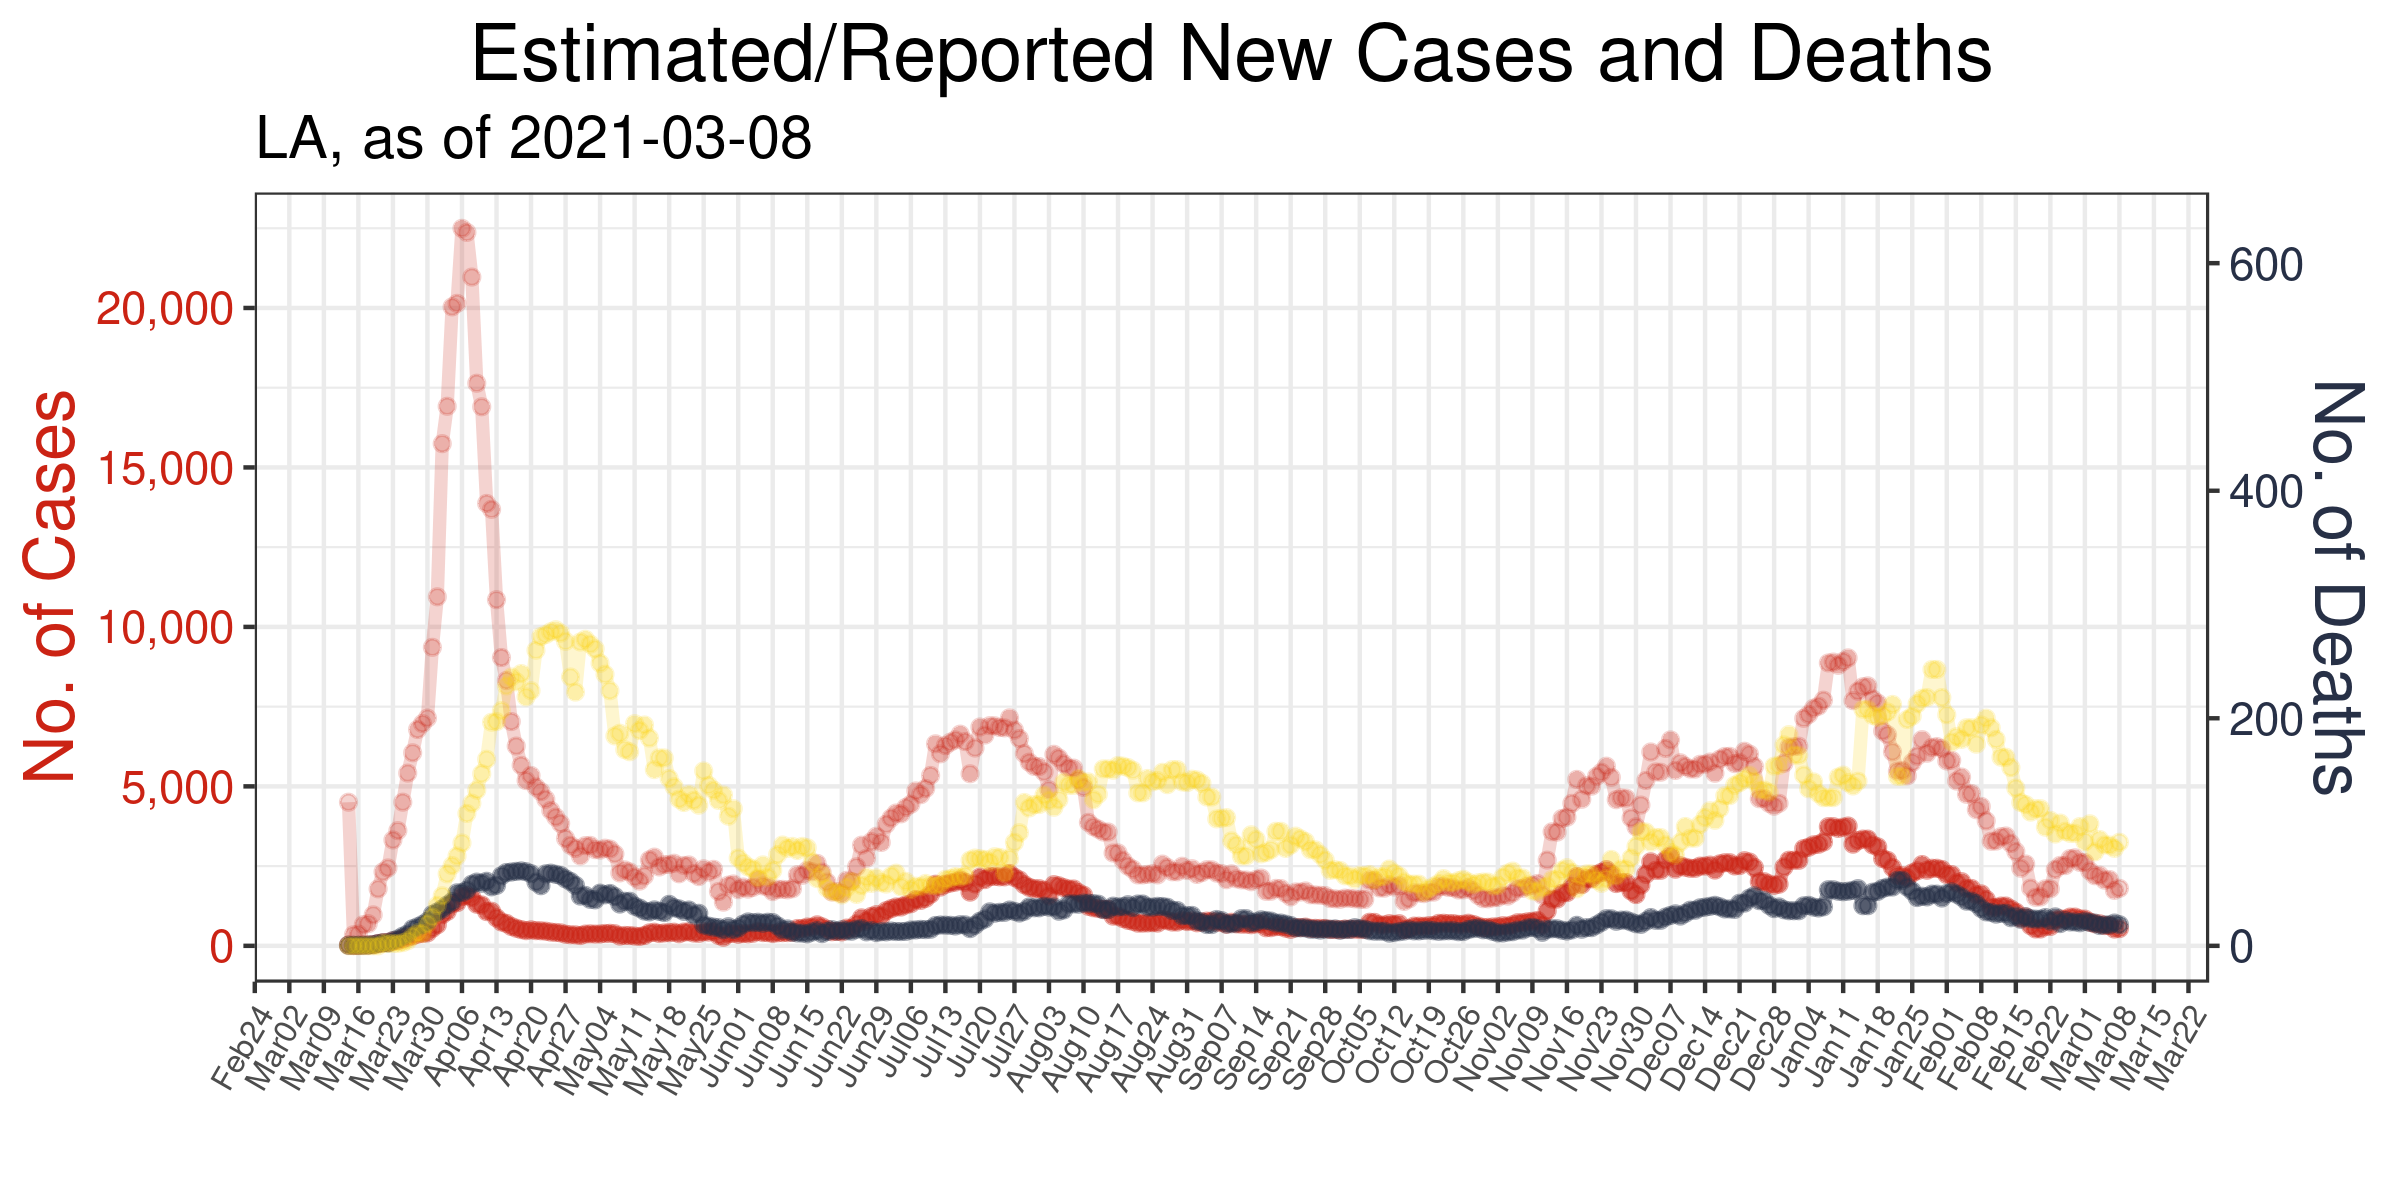 Estimated/Reported New Cases and Deaths
LA, as of 2021-03-08
No. of Cases
20,000
15,000
10,000
5,000
0
600
400
200
0
No. of Deaths
Feb24
Mar02
Mar09
Mar16
Mar23
Mar30
Apr06
Apr13
Apr20
Apr27
May04
May11
May18
May25
Jun01
Jun08
Jun15
Jun22
Jun29
Jul06
Jul13
Jul20
Jul27
Aug03
Aug10
Aug17
Aug24
Aug31
Sep07
Sep14
Sep21
Sep28
Oct05
Oct12
Oct19
Oct26
Nov02
Nov09
Nov16
Nov23
Nov30
Dec07
Dec14
Dec21
Dec28
Jan04
Jan11
Jan18
Jan25
Feb01
Feb08
Feb15
Feb22
Mar01
Mar08
Mar15
Mar22